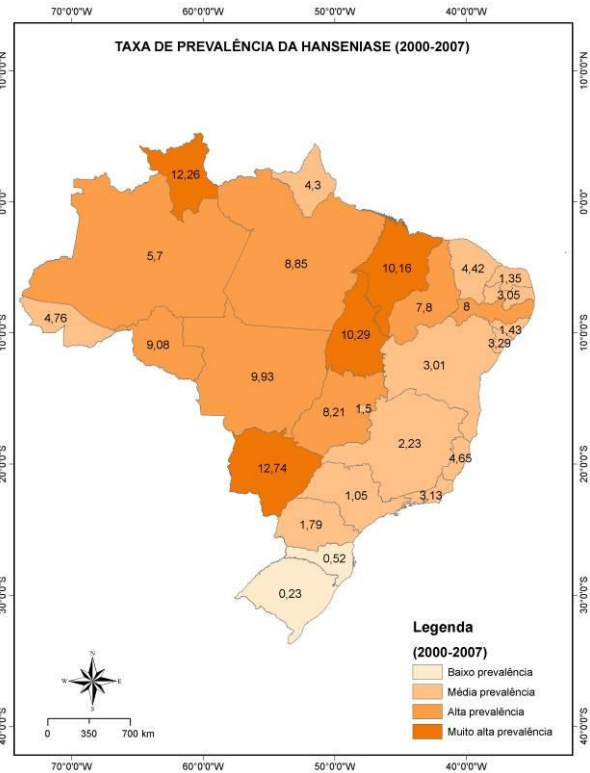 70°0'0"W 60°0'0"W 50°0'0"W 40°0'0"W
TAXA DE PREVALÊNCIA DA HANSENIASE (2000-2007)
10°0'0"N 10°0'0"N
12,26
4,3
0°0'0" 0°0'0"
5,7
8,85
10,16
4,42
1,35
3,05
7,8
8
4,76
1,43
10°0'0"S 10°0'0"S
9,08
10,29
3,29
3,01
9,93
8,21
1,5
2,23
4,65
20°0'0"S 20°0'0"S
12,74
1,05
3,13
1,79
0,52
0,23
30°0'0"S 30°0'0"S
Legenda
(2000-2007)
Baixo prevalência
Média prevalência
Alta prevalência
Muito alta prevalência
N
W E
S
0 350 700 km
40°0'0"S 40°0'0"S
70°0'0"W 60°0'0"W 50°0'0"W 40°0'0"W